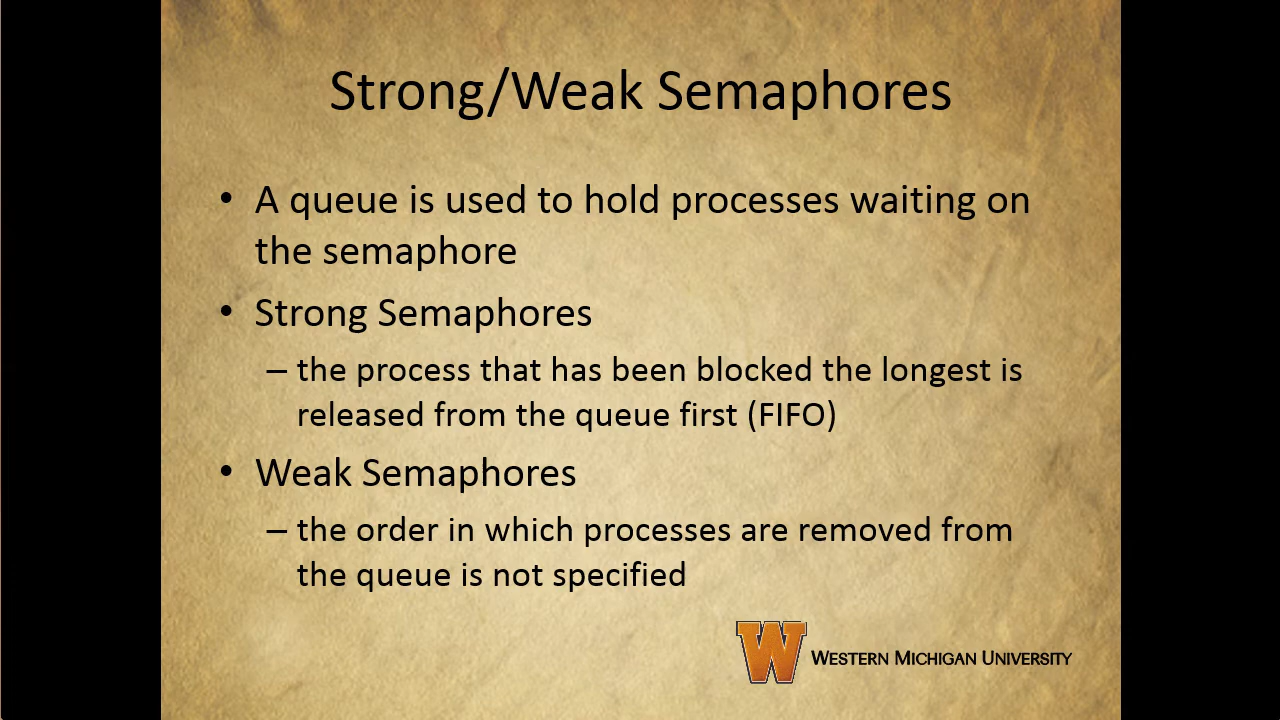 Strong/Weak Semaphores
• A queue is used to hold processes waiting on
the semaphore
• Strong Semaphores
– the process that has been blocked the longest is
released from the queue first (FIFO)
• Weak Semaphores
– the order in which processes are removed from
the queue is not specified
W WESTERN MICHIGAN UNIVERSITY